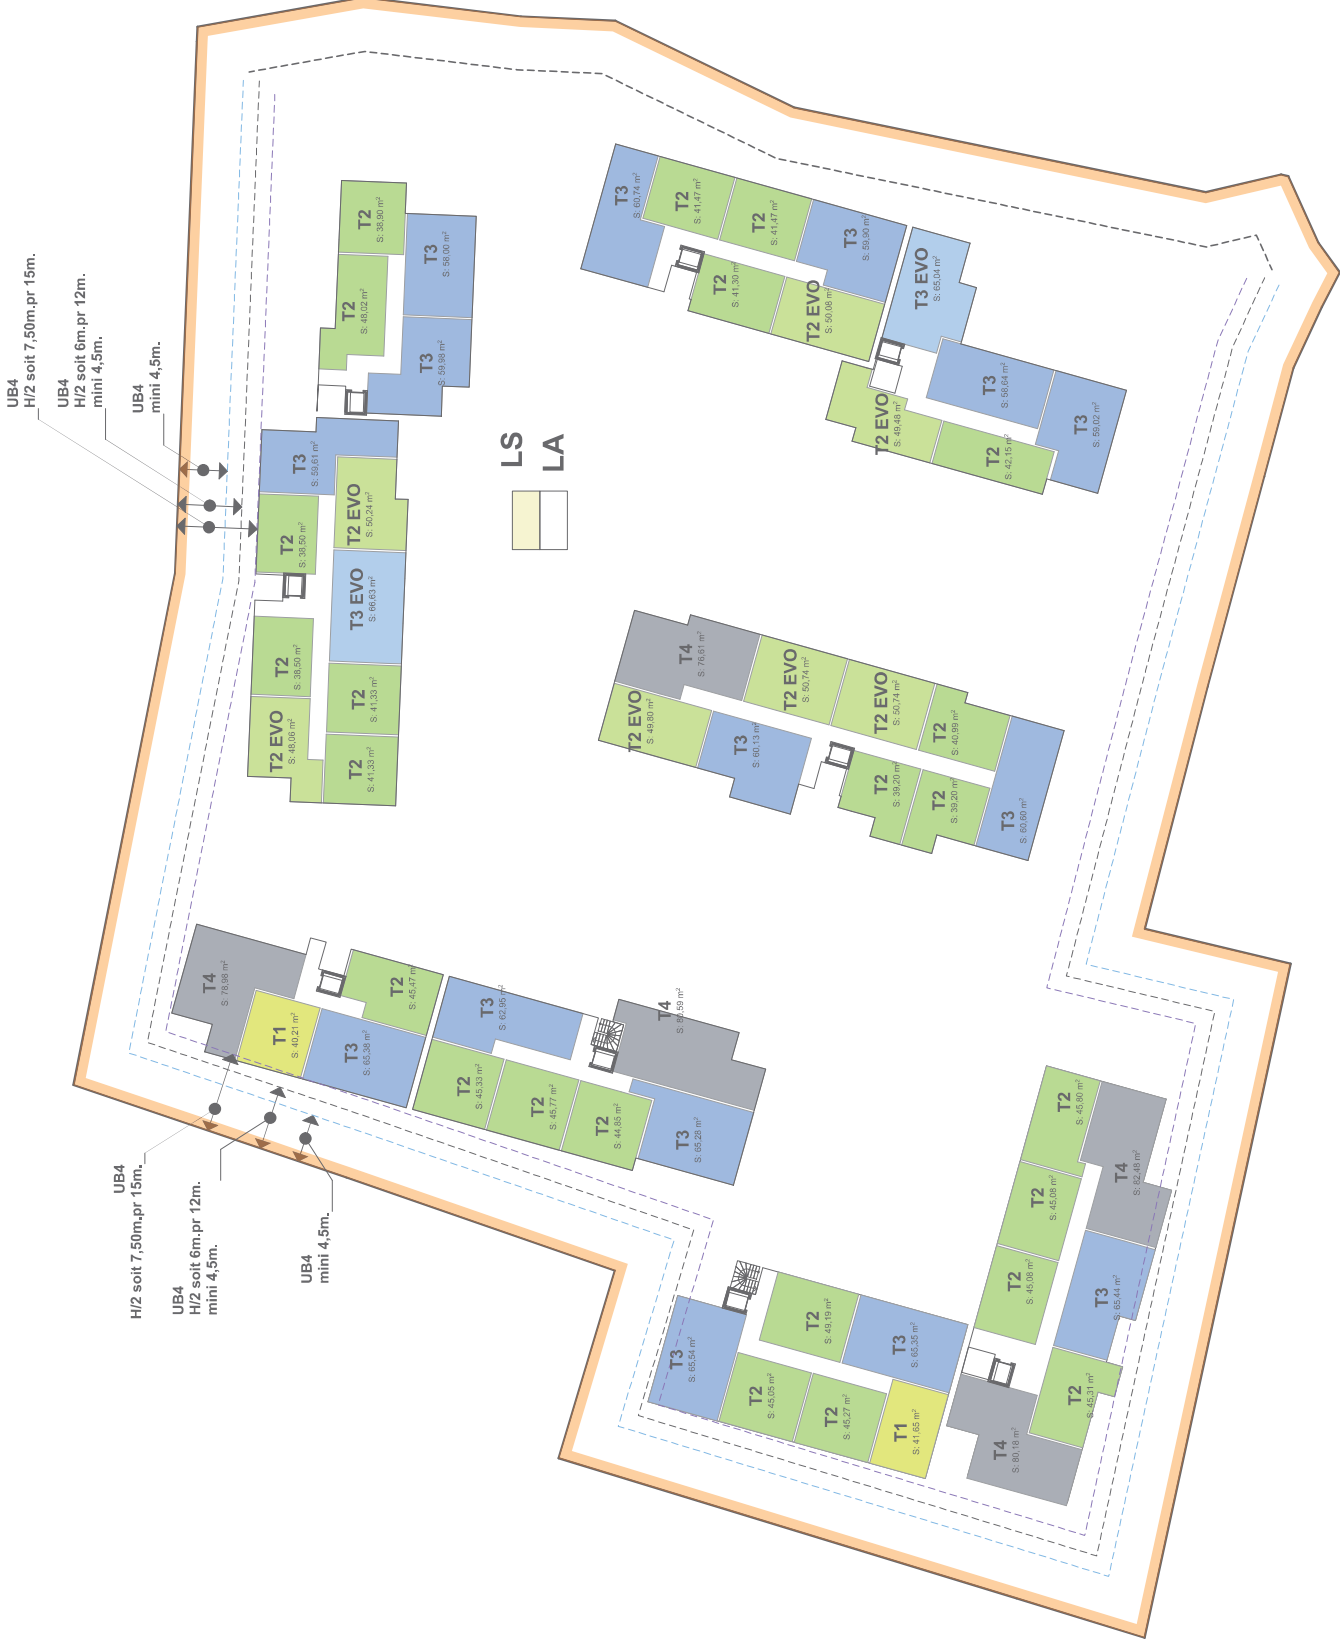 UB4
H/2 soit 7,50m.pr 15m.
UB4
H/2 soit 6m.pr 12m.
mini 4,5m.
UB4
mini 4,5m.
T2
S: 38,90 m²
T3
S: 58,00 m²
T2
S: 48,02 m²
T3
S: 59,98 m²
T3
S: 59,61 m²
T2 EVO
S: 50,24 m²
T2
S: 38,50 m²
T3 EVO
S: 66,63 m²
T2
S: 38,50 m²
T2
S: 41,33 m²
T2 EVO
S: 48,06 m²
T2
S: 41,33 m²
LS
LA
T3
S: 60,74 m²
T2
S: 41,47 m²
T2
S: 41,47 m²
T3
S: 59,90 m²
T2
S: 41,30 m²
T2 EVO
S: 50,08 m²
T3 EVO
S: 65,04 m²
T3
S: 58,64 m²
T3
S: 59,02 m²
T2 EVO
S: 49,48 m²
T2
S: 42,15 m²
T4
S: 76,61 m²
T2 EVO
S: 50,74 m²
T2 EVO
S: 50,74 m²
T2
S: 40,99 m²
T2 EVO
S: 49,80 m²
T3
S: 60,13 m²
T2
S: 39,20 m²
T2
S: 39,20 m²
T3
S: 60,60 m²
T4
S: 78,98 m²
T1
S: 40,21 m²
T3
S: 65,38 m²
T2
S: 45,47 m²
T3
S: 62,95 m²
T4
T2
S: 45,33 m²
T2
S: 45,77 m²
T2
S: 44,85 m²
T3
S: 65,28 m²
UB4
H/2 soit 7,50m.pr 15m.
UB4
H/2 soit 6m.pr 12m.
mini 4,5m.
UB4
mini 4,5m.
T3
S: 65,54 m²
T2
S: 49,19 m²
T3
S: 65,35 m²
T2
S: 45,05 m²
T2
S: 45,27 m²
T1
S: 41,65 m²
T2
S: 45,80 m²
T4
S: 82,48 m²
T2
S: 45,08 m²
T2
S: 45,08 m²
T3
S: 65,44 m²
T2
S: 45,31 m²
T4
S: 80,18 m²